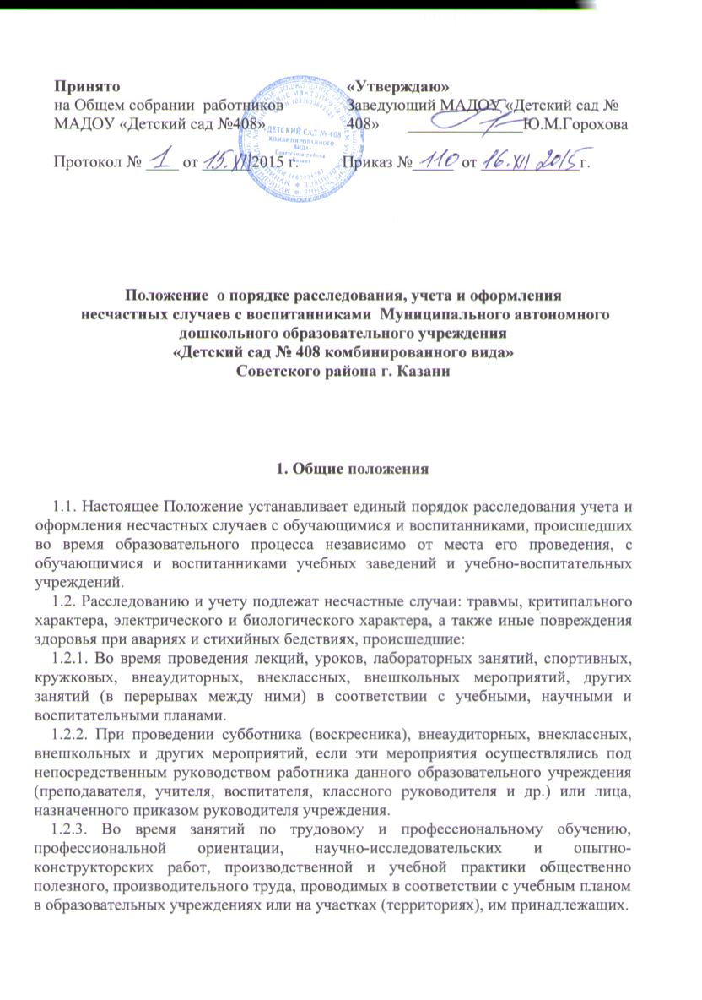 Принято «Утверждаю»
на Общем собрании работников Заведующий МАДОУ «Детский сад №
МАДОУ «Детский сад №408» 408» Ю.М.Горохова
ДЕТСКИЙ САД № 408
КОМБИНИРОВАННОГО
ВИДА»
Советского района
г.Казани
Протокол № 1 от 15.XII 2015 г. Приказ № 110 от 16.XII 2015 г.
Положение о порядке расследования, учета и оформления
несчастных случаев с воспитанниками Муниципального автономного
дошкольного образовательного учреждения
«Детский сад № 408 комбинированного вида»
Советского района г. Казани
1. Общие положения
1.1. Настоящее Положение устанавливает единый порядок расследования учета и
оформления несчастных случаев с обучающимися и воспитанниками, происшедших
во время образовательного процесса независимо от места его проведения, с
обучающимися и воспитанниками учебных заведений и учебно-воспитательных
учреждений.
1.2. Расследованию и учету подлежат несчастные случаи: травмы, критипального
характера, электрического и биологического характера, а также иные повреждения
здоровья при авариях и стихийных бедствиях, происшедшие:
1.2.1. Во время проведения лекций, уроков, лабораторных занятий, спортивных,
кружковых, внеаудиторных, внеклассных, внешкольных мероприятий, других
занятий (в перерывах между ними) в соответствии с учебными, научными и
воспитательными планами.
1.2.2. При проведении субботника (воскресника), внеаудиторных, внеклассных,
внешкольных и других мероприятий, если эти мероприятия осуществлялись под
непосредственным руководством работника данного образовательного учреждения
(преподавателя, учителя, воспитателя, классного руководителя и др.) или лица,
назначенного приказом руководителя учреждения.
1.2.3. Во время занятий по трудовому и профессиональному обучению,
профессиональной ориентации, научно-исследовательских и опытно-
конструкторских работ, производственной и учебной практики общественно
полезного, производительного труда, проводимых в соответствии с учебным планом
в образовательных учреждениях или на участках (территориях), им принадлежащих.